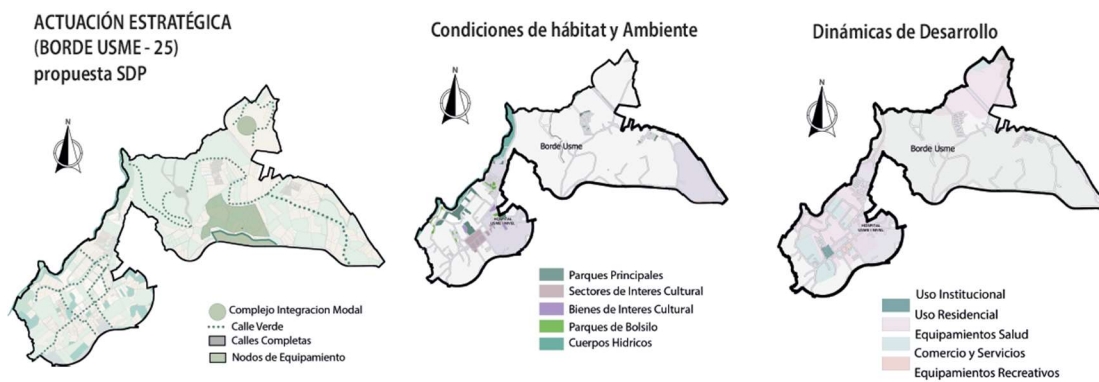 ACTUACIÓN ESTRATÉGICA
(BORDE USME - 25)
propuesta SDP
N
Complejo Integracion Modal
Calle Verde
Calles Completas
Nodos de Equipamiento
Condiciones de hábitat y Ambiente
N
Borde Usme
HOSPITAL
Parques Principales
Sectores de Interes Cultural
Bienes de Interes Cultural
Parques de Bolsilo
Cuerpos Hidricos
Dinámicas de Desarrollo
N
Borde Usme
HOSPITAL
Uso Institucional
Uso Residencial
Equipamientos Salud
Comercio y Servicios
Equipamientos Recreativos